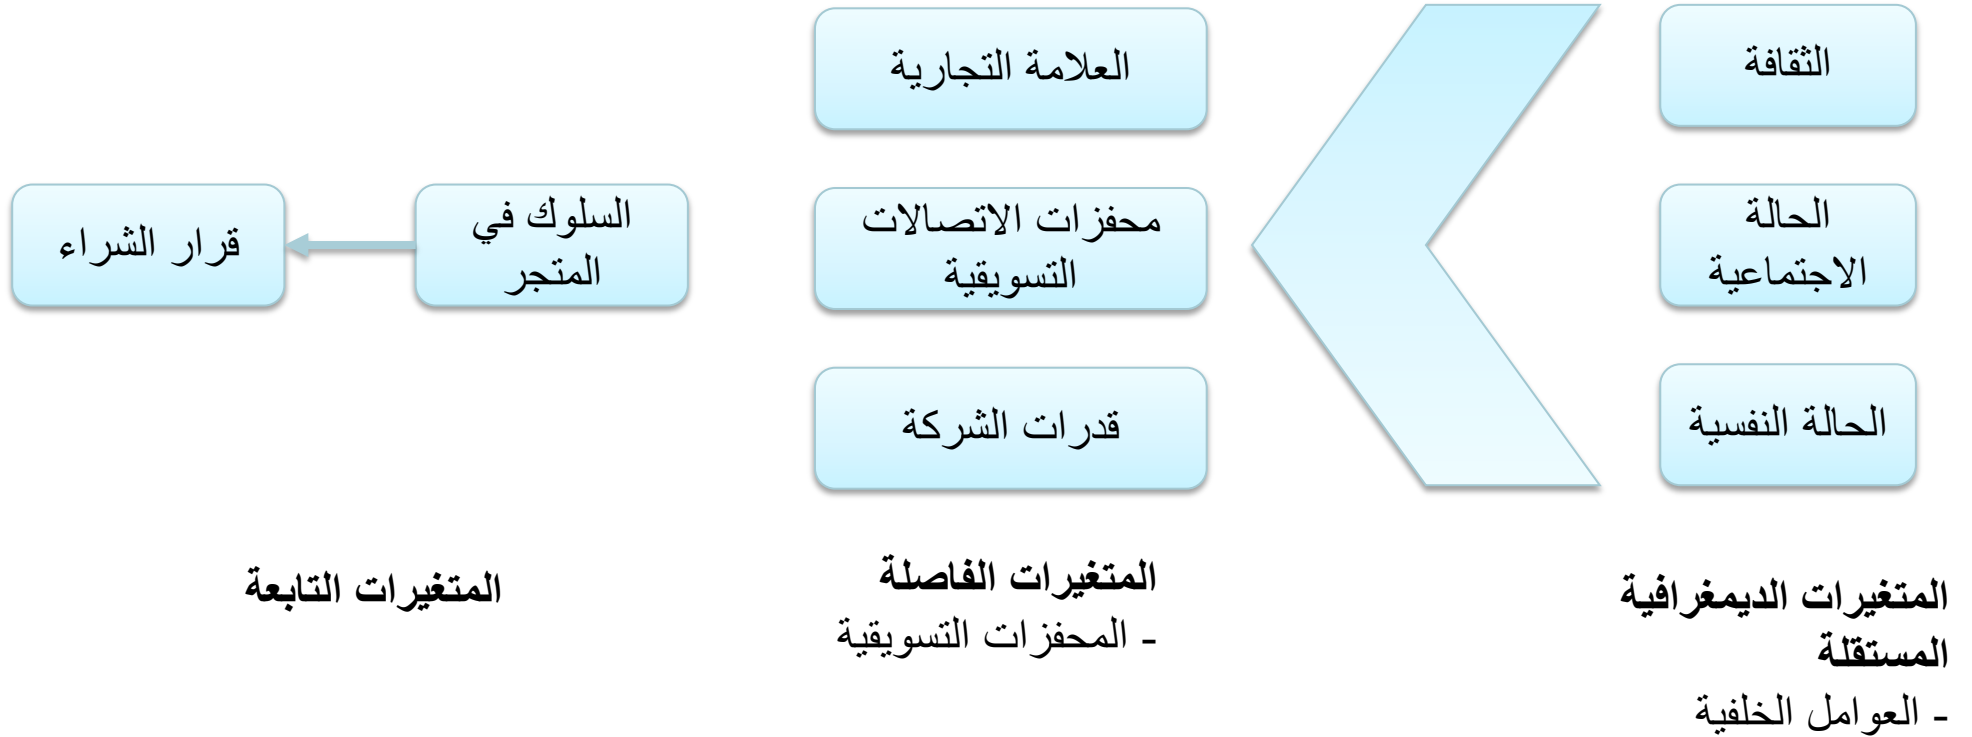 الثقافة
الحالة
الاجتماعية
الحالة النفسية
العلامة التجارية
محفزات الاتصالات
التسويقية
قدرات الشركة
السلوك في
المتجر
قرار الشراء
المتغيرات الديمغرافية
المستقلة
- العوامل الخلفية
المتغيرات الفاصلة
- المحفزات التسويقية
المتغيرات التابعة